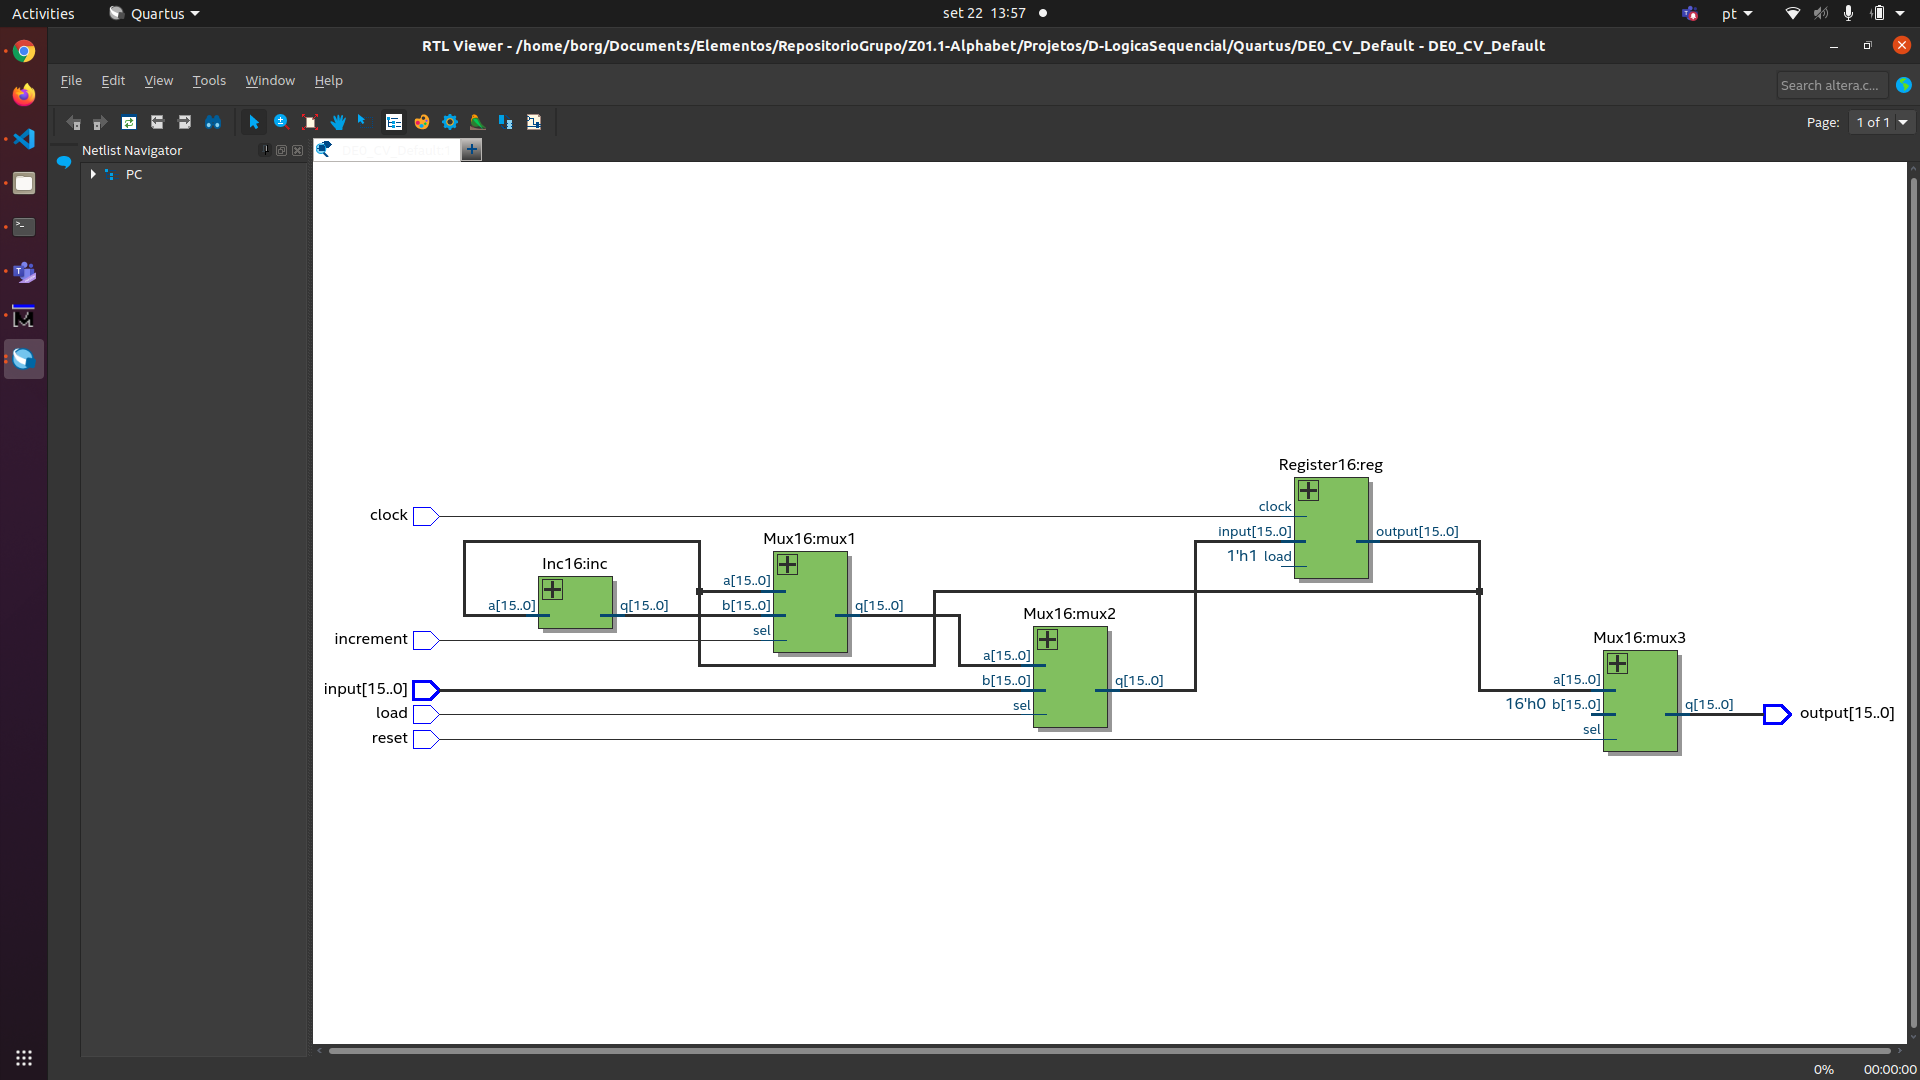 Activities Quartus set 22 13:57 pt
RTL Viewer - /home/borg/Documents/Elementos/RepositorioGrupo/Z01.1-Alphabet/Projetos/D-LogicaSequencial/Quartus/DE0_CV_Default - DE0_CV_Default
File Edit View Tools Window Help Search altera.c...
Page: 1 of 1
Netlist Navigator
PC
Register16:reg
clock
clock
input[15..0] output[15..0]
1'h1 load
Mux16:mux1
Inc16:inc
a[15..0]
a[15..0] q[15..0] b[15..0] q[15..0]
sel
increment
Mux16:mux2
a[15..0]
b[15..0] q[15..0]
input[15..0]
sel
load
reset
Mux16:mux3
a[15..0]
16'h0 b[15..0] q[15..0]
sel
output[15..0]
0% 00:00:00